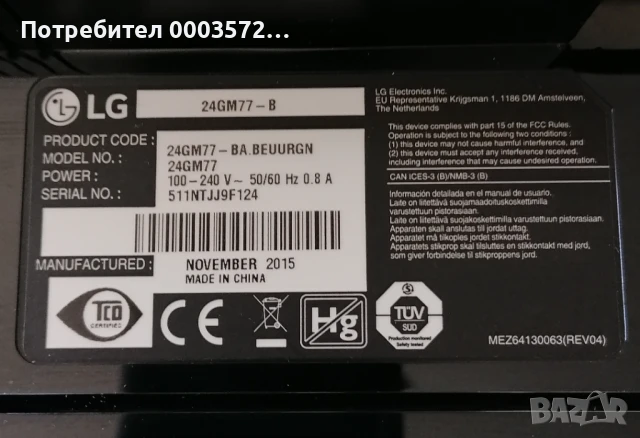 Потребител 0003572...
LG
24GM77-B
PRODUCT CODE : 24GM77-BA.BEUURGN
MODEL NO. : 24GM77
POWER : 100-240 V~ 50/60 Hz 0.8 A
SERIAL NO. : 511NTJJ9F124
MANUFACTURED : NOVEMBER 2015
MADE IN CHINA
TCO
CERTIFIED
CE
Hg
LG Electronics Inc.
EU Representative Krijgsman 1, 1186 DM Amstelveen,
The Netherlands
This device complies with part 15 of the FCC Rules.
Operation is subject to the following two conditions :
(1) this device may not cause harmful interference, and
(2) this device must accept any interference received,
including interference that may cause undesired operation.
CAN ICES-3 (B)/NMB-3 (B)
Información detallada en el manual de usuario.
Laite on liitettävä suojamaadoituskoskettimilla
varustettuun pistorasiaan.
Laite on liitettävä suojakoskettimilla varustettuun pistorasiaan.
Apparaten skall anslutas till jordat uttag.
Apparatet må tilkoples jordet stikkontakt.
Apparatets stikprop skal tilsluttes en stikkontakt med jord,
som giver forbindelse til stikproppens jord.
TÜV
SUD
Production monitored
Safety tested
MEZ64130063(REV04)
BAZAR